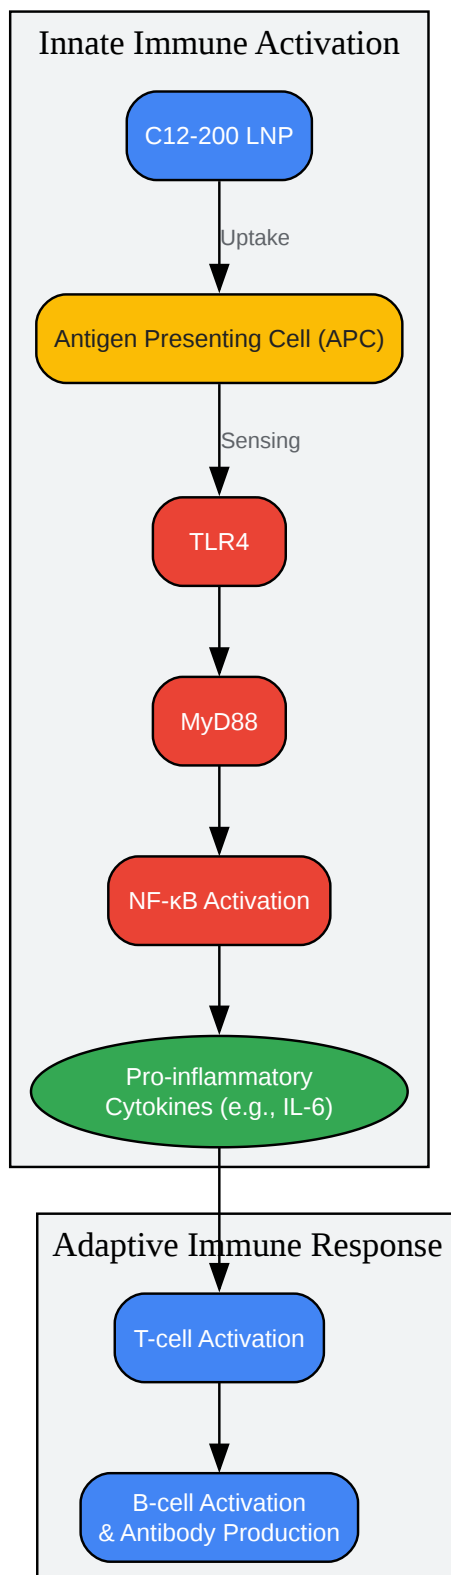 Innate Immune Activation
C12-200 LNP
Uptake
Antigen Presenting Cell (APC)
Sensing
TLR4
MyD88
NF-κB Activation
Pro-inflammatory
Cytokines (e.g., IL-6)
Adaptive Immune Response
T-cell Activation
B-cell Activation
& Antibody Production